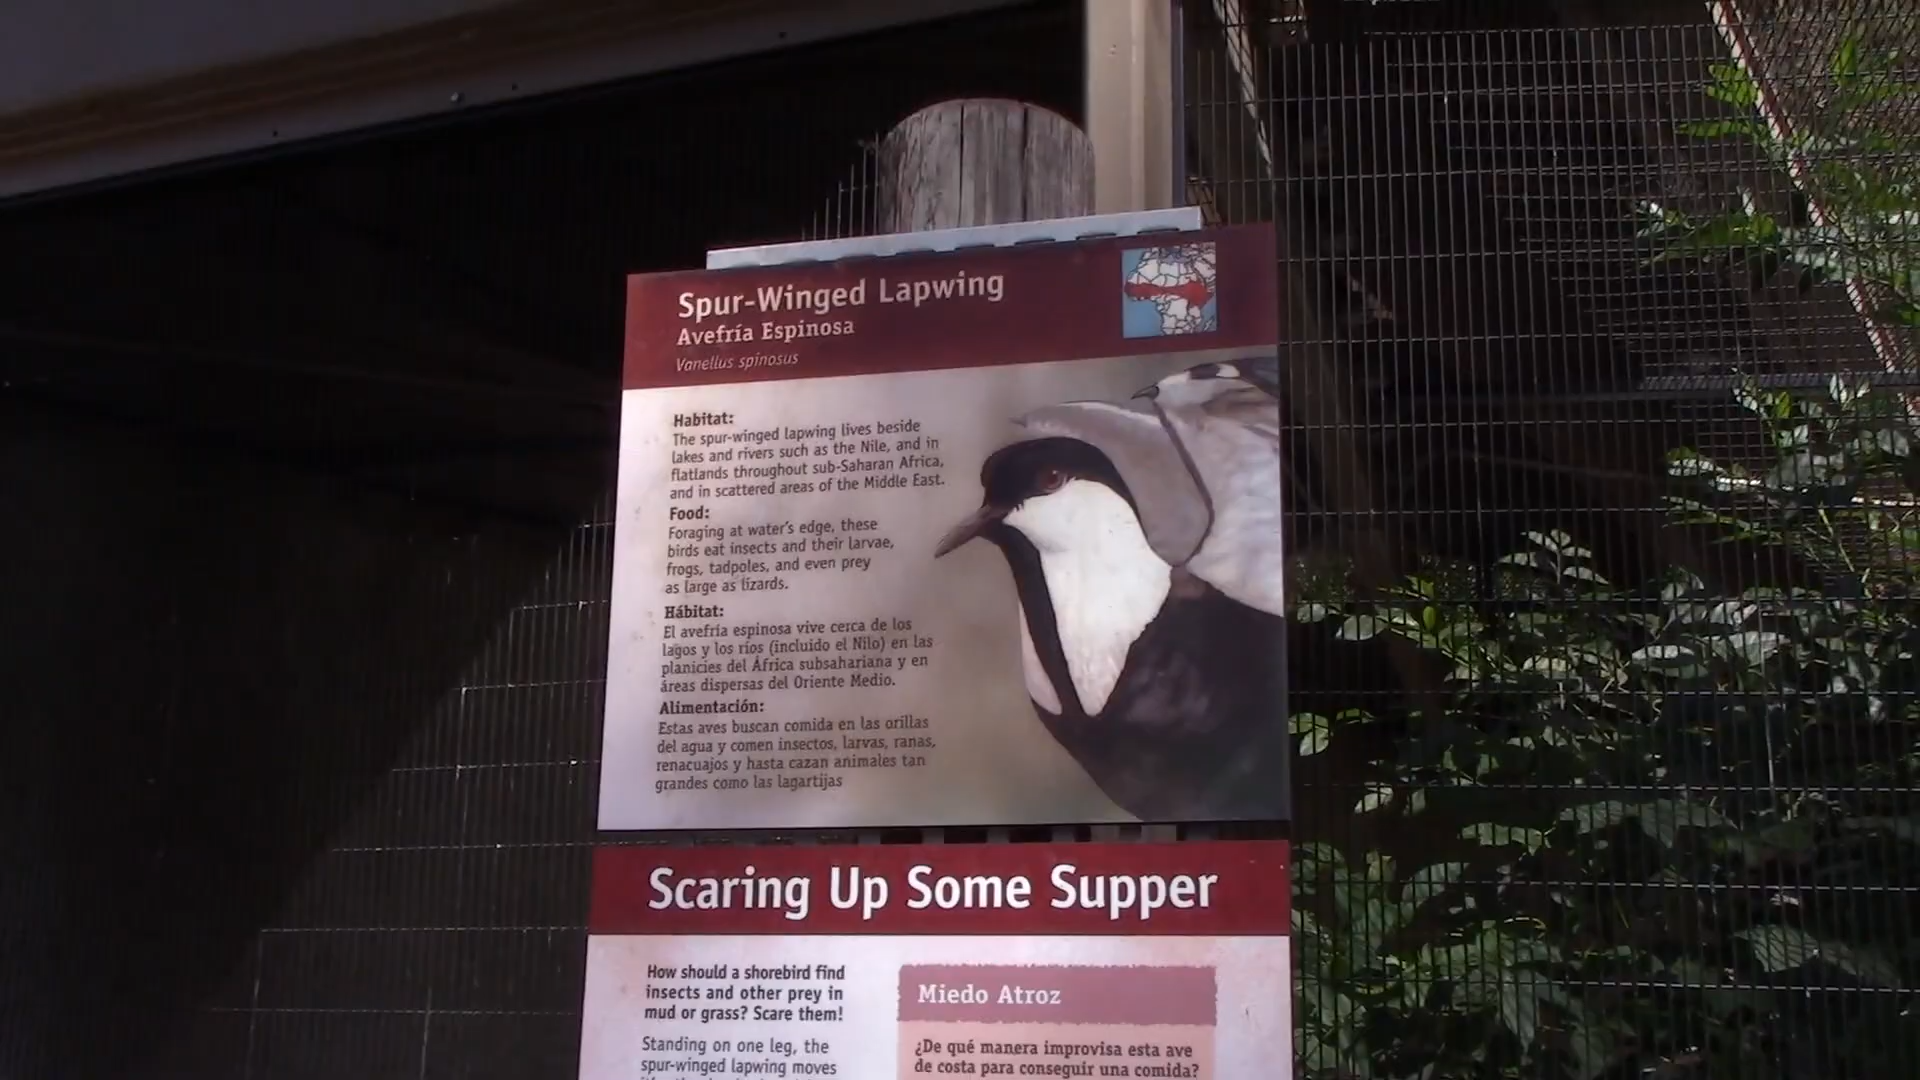 Spur-Winged Lapwing
Avefría Espinosa
Vanellus spinosus
Habitat:
The spur-winged lapwing lives beside
lakes and rivers such as the Nile, and in
flatlands throughout sub-Saharan Africa,
and in scattered areas of the Middle East.
Food:
Foraging at water's edge, these
birds eat insects and their larvae,
frogs, tadpoles, and even prey
as large as lizards.
Hábitat:
El avefría espinosa vive cerca de los
lagos y los ríos (incluido el Nilo) en las
planicies del África subsahariana y en
áreas dispersas del Oriente Medio.
Alimentación:
Estas aves buscan comida en las orillas
del agua y comen insectos, larvas, ranas,
renacuajos y hasta cazan animales tan
grandes como las lagartijas
Scaring Up Some Supper
How should a shorebird find
insects and other prey in
mud or grass? Scare them!
Standing on one leg, the
spur-winged lapwing moves
Miedo Atroz
¿De qué manera improvisa esta ave
de costa para conseguir una comida?